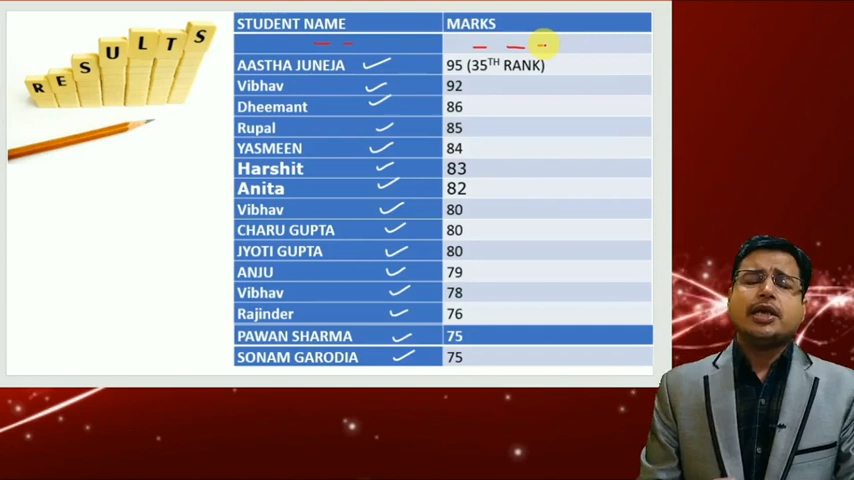 RESULTS
STUDENT NAME MARKS
AASTHA JUNEJA 95 (35TH RANK)
Vibhav 92
Dheemant 86
Rupal 85
YASMEEN 84
Harshit 83
Anita 82
Vibhav 80
CHARU GUPTA 80
JYOTI GUPTA 80
ANJU 79
Vibhav 78
Rajinder 76
PAWAN SHARMA 75
SONAM GARODIA 75